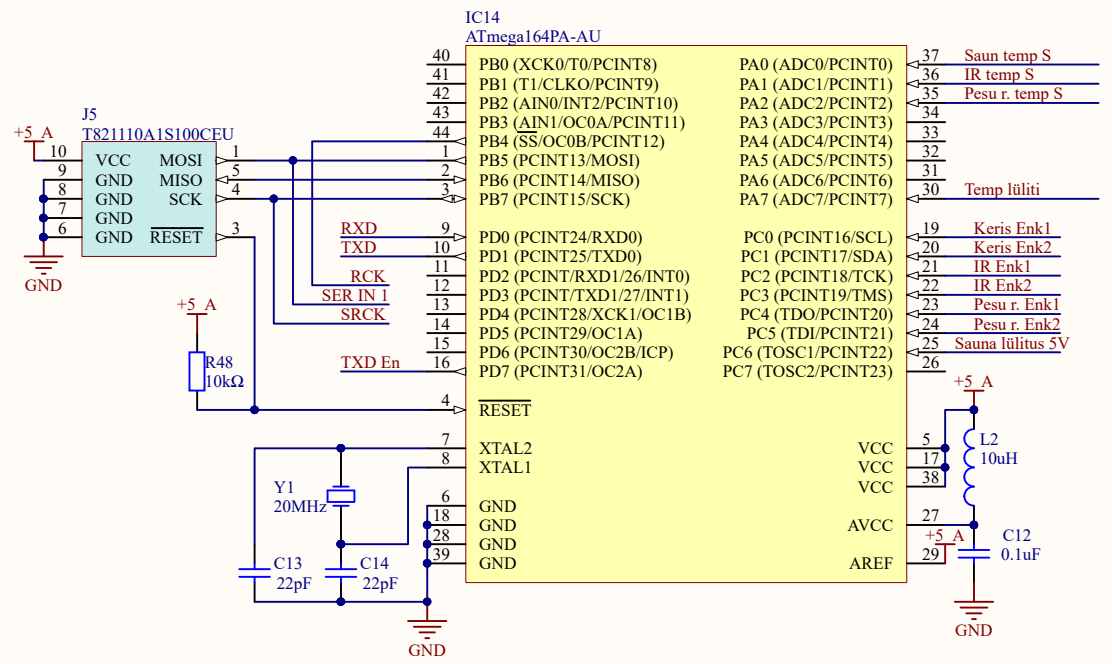 IC14
ATmega164PA-AU
40 PB0 (XCK0/T0/PCINT8)
41 PB1 (T1/CLKO/PCINT9)
42 PB2 (AIN0/INT2/PCINT10)
43 PB3 (AIN1/OC0A/PCINT11)
44 PB4 (SS/OC0B/PCINT12)
1 PB5 (PCINT13/MOSI)
2 PB6 (PCINT14/MISO)
3 PB7 (PCINT15/SCK)
9 PD0 (PCINT24/RXD0)
10 PD1 (PCINT25/TXD0)
11 PD2 (PCINT/RXD1/26/INT0)
12 PD3 (PCINT/TXD1/27/INT1)
13 PD4 (PCINT28/XCK1/OC1B)
14 PD5 (PCINT29/OC1A)
15 PD6 (PCINT30/OC2B/ICP)
16 PD7 (PCINT31/OC2A)
4 RESET
7 XTAL2
8 XTAL1
6 GND
18 GND
28 GND
39 GND
PA0 (ADC0/PCINT0) 37 Saun temp S
PA1 (ADC1/PCINT1) 36 IR temp S
PA2 (ADC2/PCINT2) 35 Pesu r. temp S
PA3 (ADC3/PCINT3) 34
PA4 (ADC4/PCINT4) 33
PA5 (ADC5/PCINT5) 32
PA6 (ADC6/PCINT6) 31
PA7 (ADC7/PCINT7) 30 Temp lüliti
PC0 (PCINT16/SCL) 19 Keris Enk1
PC1 (PCINT17/SDA) 20 Keris Enk2
PC2 (PCINT18/TCK) 21 IR Enk1
PC3 (PCINT19/TMS) 22 IR Enk2
PC4 (TDO/PCINT20) 23 Pesu r. Enk1
PC5 (TDI/PCINT21) 24 Pesu r. Enk2
PC6 (TOSC1/PCINT22) 25 Sauna lülitus 5V
PC7 (TOSC2/PCINT23) 26
VCC 5
VCC 17
VCC 38
AVCC 27
AREF 29
+5 A
+5 A
L2
10uH
C12
0.1uF
GND
J5
T821110A1S100CEU
+5 A
10 VCC MOSI 1
9 GND MISO 5
8 GND SCK 4
7 GND
6 GND RESET 3
GND
RXD
TXD
RCK
SER IN 1
SRCK
TXD En
+5 A
R48
10kΩ
Y1
20MHz
C13
22pF
C14
22pF
GND